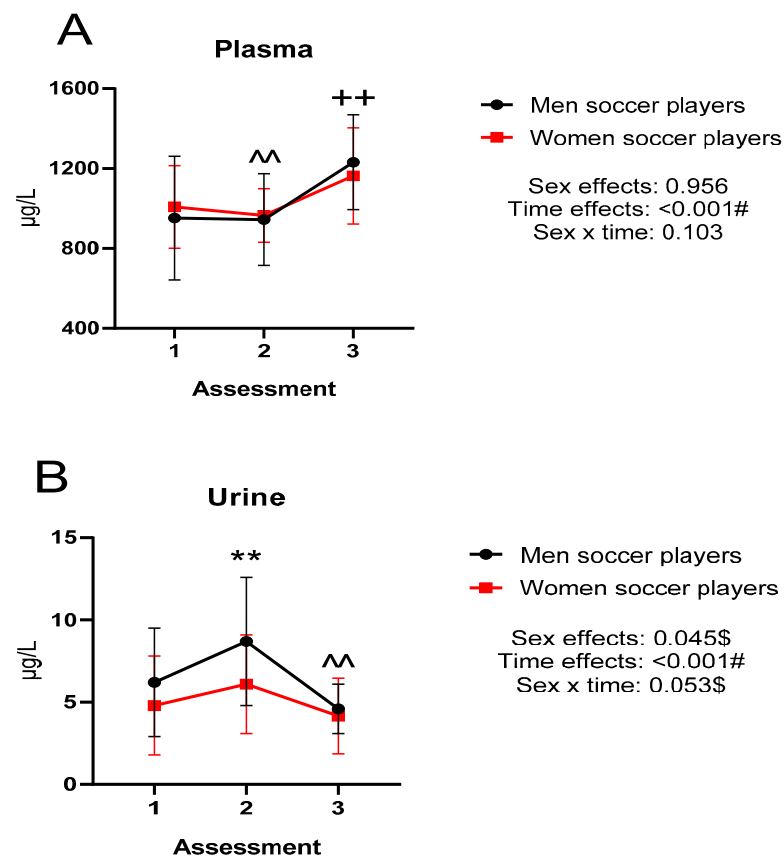 A
Plasma
1600
1200
800
400
µg/L
^^
++
1 2 3
Assessment
Men soccer players
Women soccer players
Sex effects: 0.956
Time effects: <0.001#
Sex x time: 0.103
B
Urine
15
10
5
0
µg/L
**
^^
1 2 3
Assessment
Men soccer players
Women soccer players
Sex effects: 0.045$
Time effects: <0.001#
Sex x time: 0.053$